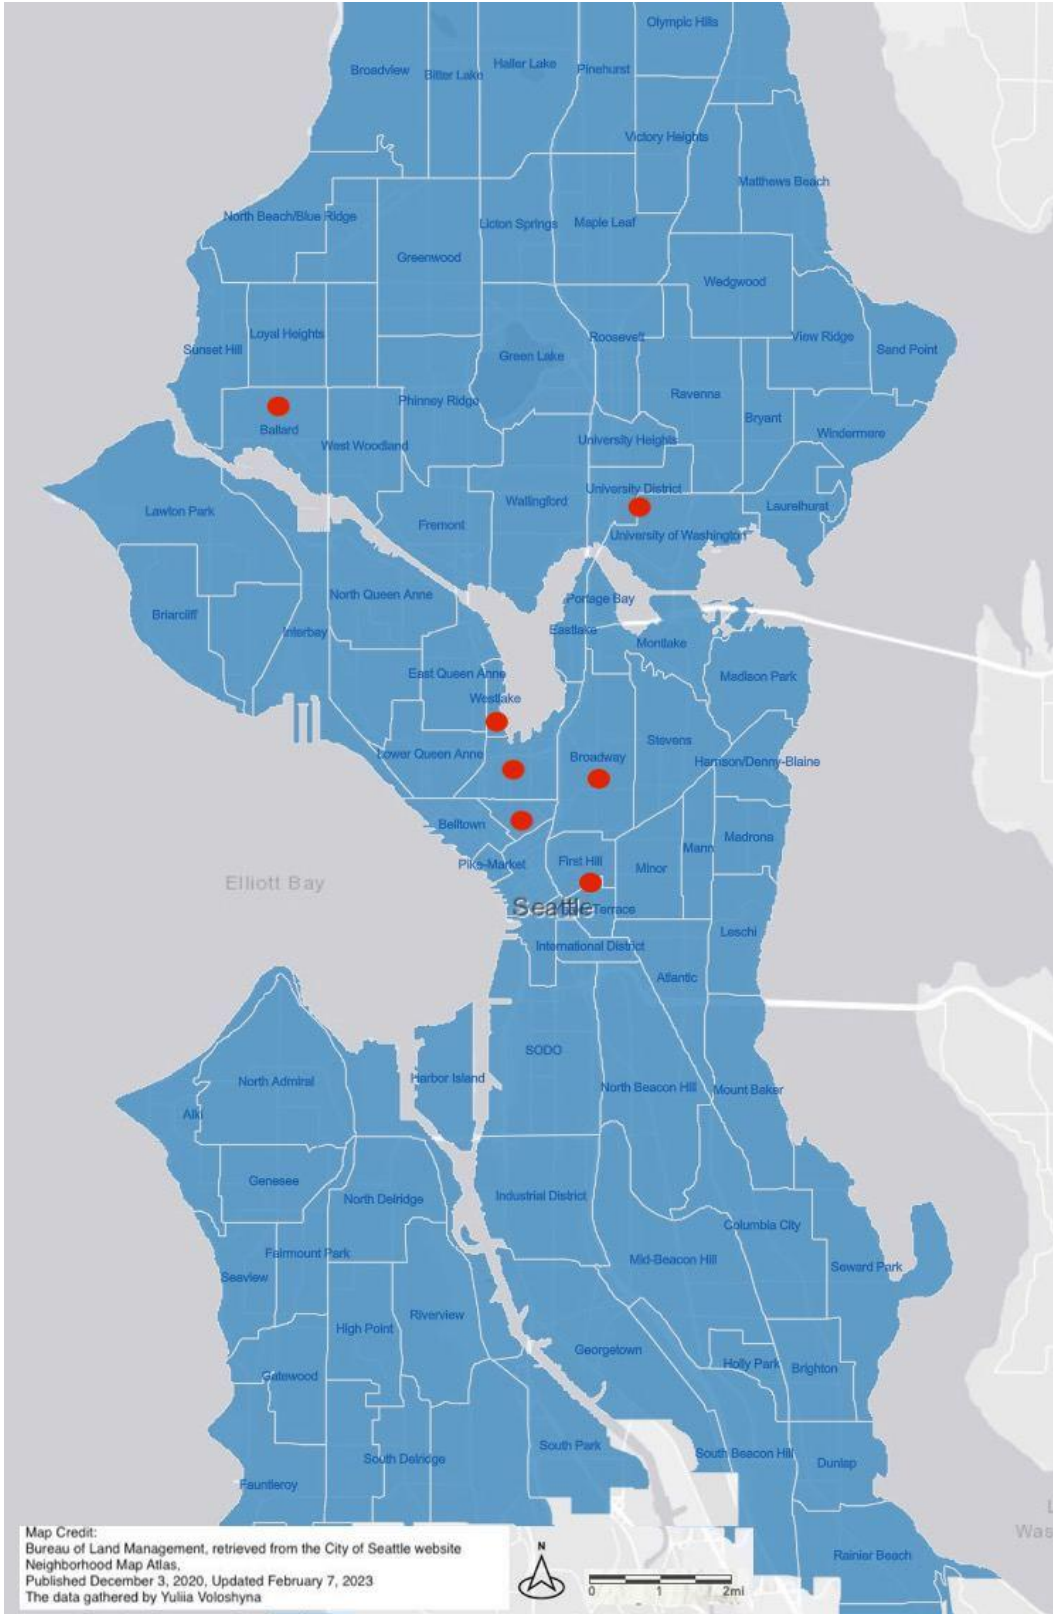 Olympic Hills
Broadview
Bitter Lake
Haller Lake
Pinehurst
Victory Heights
Matthews Beach
North Beach/Blue Ridge
Greenwood
Licton Springs
Maple Leaf
Wedgwood
Sunset Hill
Loyal Heights
Green Lake
Roosevelt
View Ridge
Sand Point
Phinney Ridge
Ravenna
Bryant
Windermere
Ballard
West Woodland
University Heights
Lawton Park
Fremont
Wallingford
University District
Laurelhurst
University of Washington
Briarcliff
Interbay
North Queen Anne
Portage Bay
Eastlake
Montlake
East Queen Anne
Westlake
Madison Park
Lower Queen Anne
Broadway
Stevens
Harrison/Denny-Blaine
Belltown
Pike-Market
First Hill
Minor
Mann
Madrona
Elliott Bay
Seattle
Terrace
International District
Leschi
Atlantic
SODO
North Admiral
Harbor Island
North Beacon Hill
Mount Baker
Alki
Genesee
North Delridge
Industrial District
Columbia City
Fairmount Park
Seaview
Mid-Beacon Hill
Seward Park
High Point
Riverview
Georgetown
Holly Park
Brighton
Gatewood
South Delridge
South Park
South Beacon Hill
Dunlap
Fauntleroy
L
Was
Rainier Beach
Map Credit:
Bureau of Land Management, retrieved from the City of Seattle website
Neighborhood Map Atlas,
Published December 3, 2020, Updated February 7, 2023
The data gathered by Yuliia Voloshyna
N
0 1 2mi